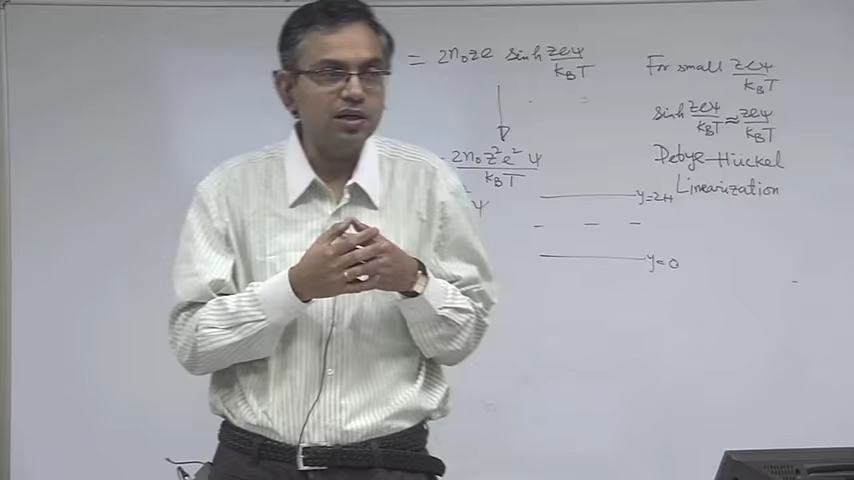 = 2n₀ze sinh zeψ/k_BT
2n₀z²e²ψ/k_BT
ψ
For small zeψ/k_BT
sinh zeψ/k_BT ≈ zeψ/k_BT
Debye-Hückel
Linearization
y=2H
y=0